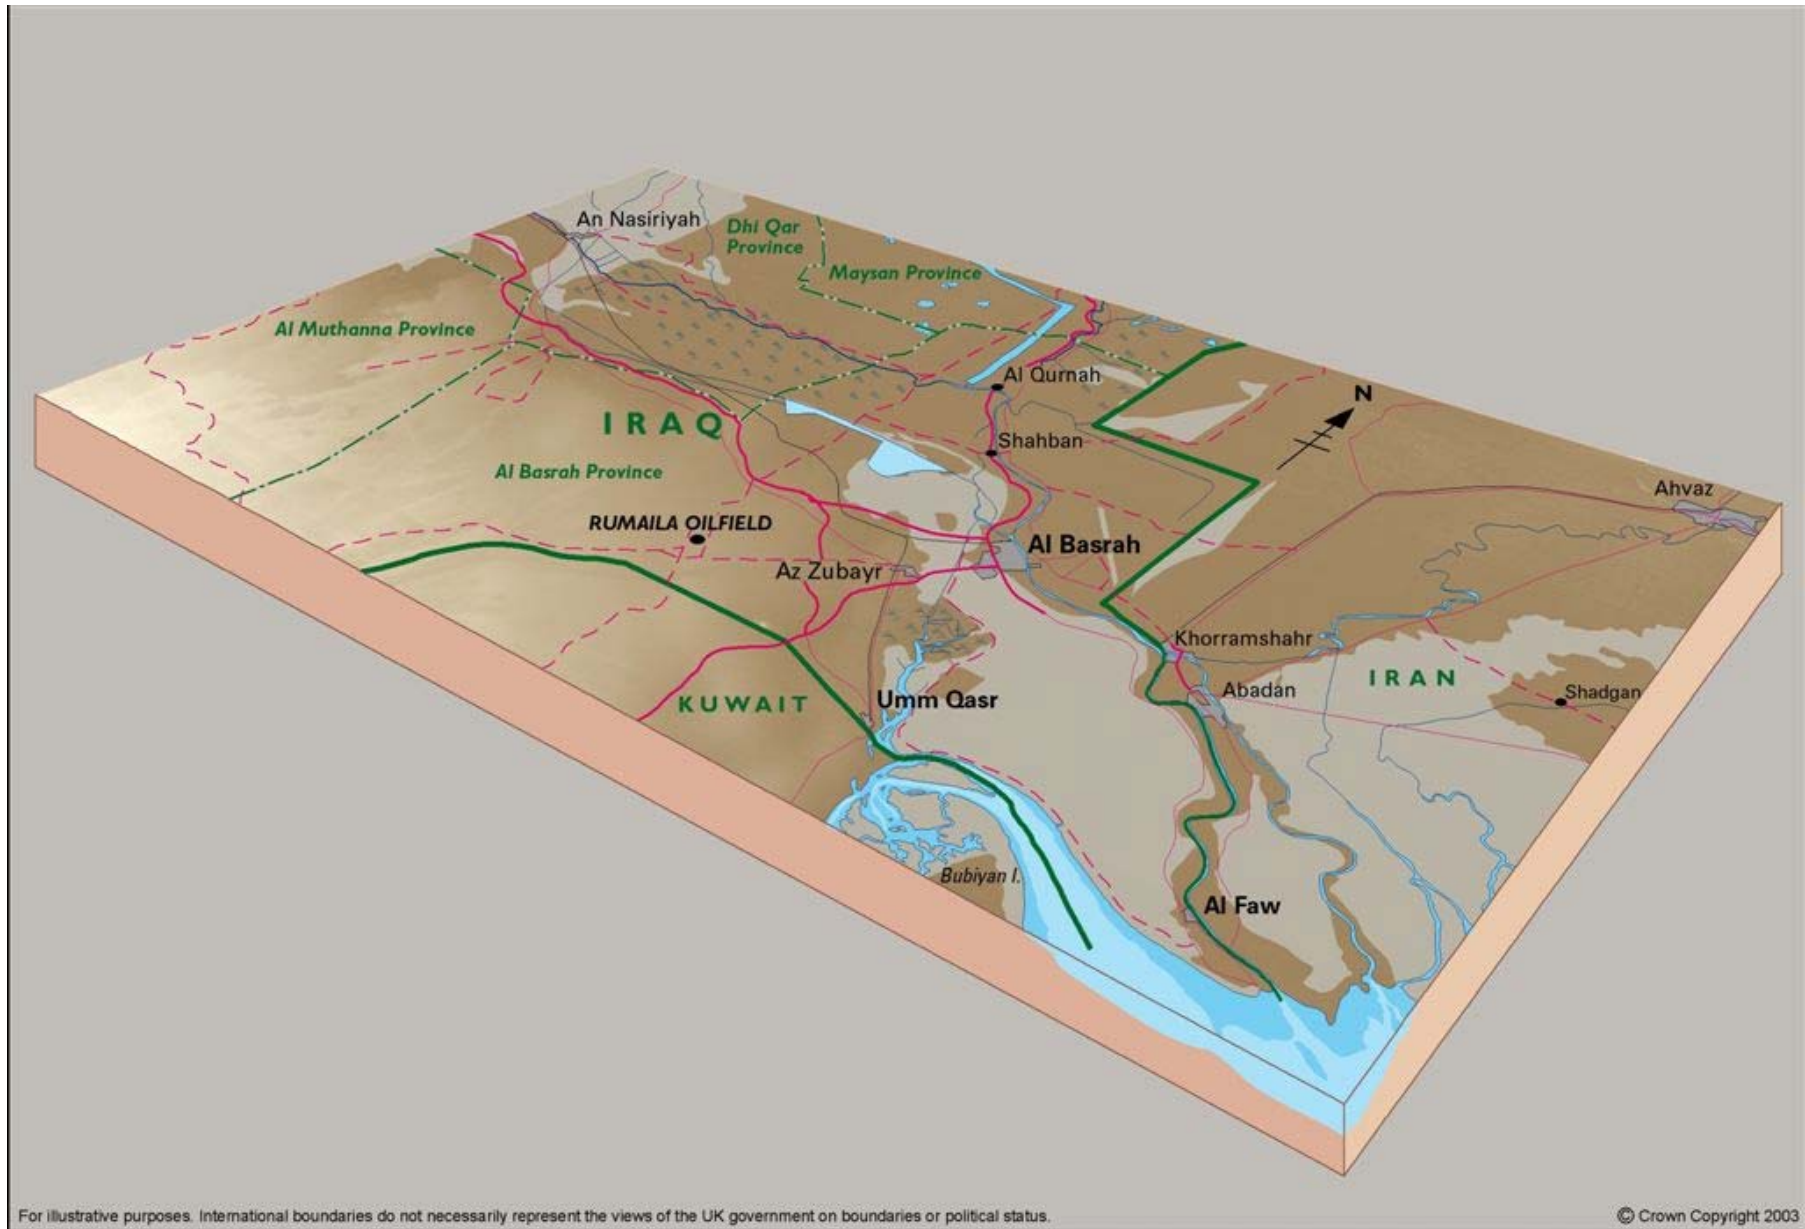 An Nasiriyah
Dhi Qar
Province
Maysan Province
Al Muthanna Province
Al Qurnah
N
IRAQ
Shahban
Al Basrah Province
Ahvaz
RUMAILA OILFIELD
Al Basrah
Az Zubayr
Khorramshahr
IRAN
Abadan
Shadgan
KUWAIT
Umm Qasr
Bubiyan I.
Al Faw
For illustrative purposes. International boundaries do not necessarily represent the views of the UK government on boundaries or political status.
© Crown Copyright 2003